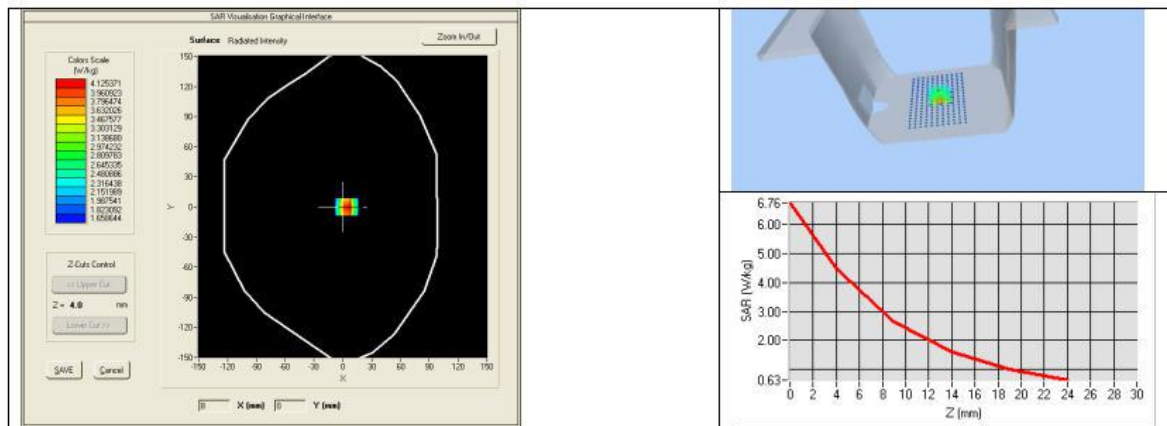 SAR Visualisation Graphical Interface
Surface Radiated Intensity
Zoom In/Out
Colors Scale
(W/kg)
4.125371
3.960923
3.796474
3.632026
3.467577
3.303129
3.138680
2.974232
2.809783
2.645335
2.480886
2.316438
2.151989
1.987541
1.823092
1.658644
150
120
90
60
30
0
-30
-60
-90
-120
-150
Y
-150 -120 -90 -60 -30 0 30 60 90 120 150
X
Z-Cuts Control
<< Upper Cut
Z = 4.0 mm
Lower Cut >>
SAVE Cancel
8 X (mm) 0 Y (mm)
6.76
6.00
5.00
4.00
3.00
2.00
0.63
SAR (W/kg)
0 2 4 6 8 10 12 14 16 18 20 22 24 26 28 30
Z (mm)